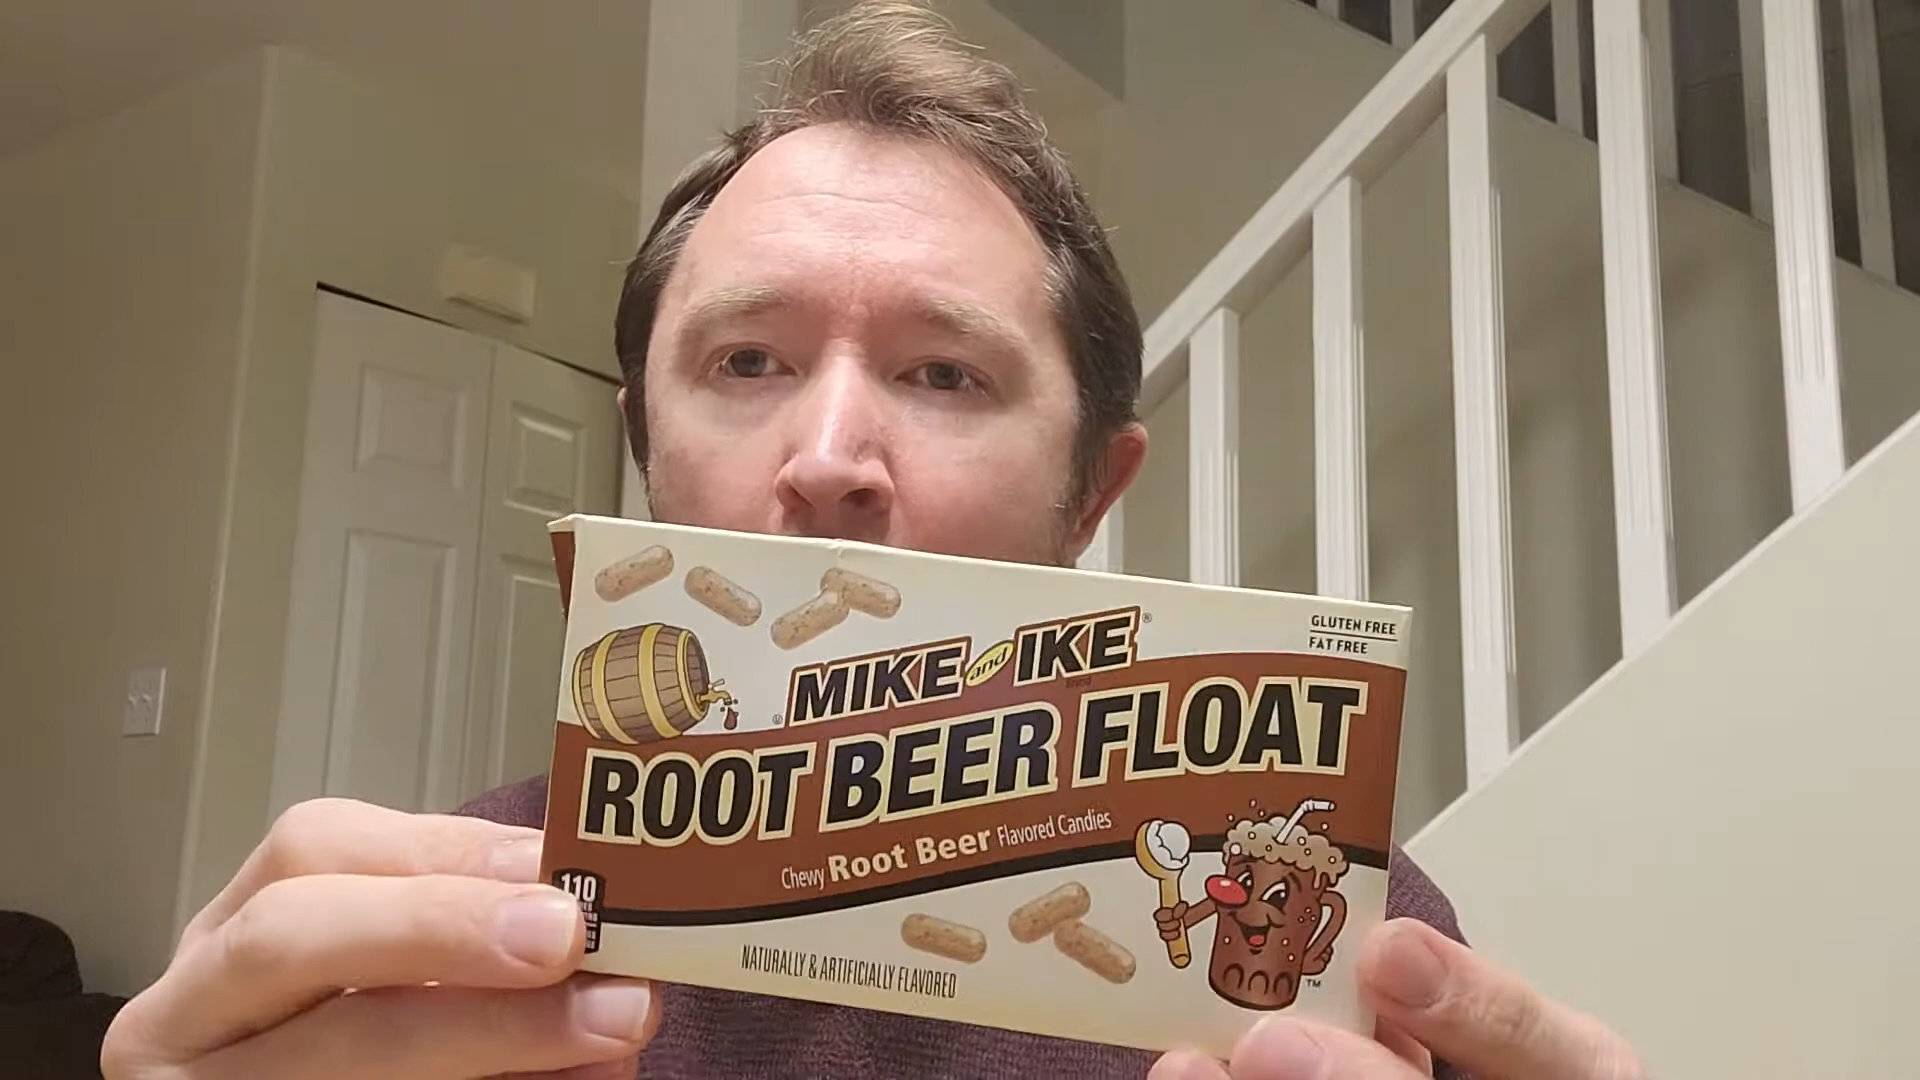 GLUTEN FREE
FAT FREE
MIKE and IKE®
ROOT BEER FLOAT
Chewy Root Beer Flavored Candies
110
NATURALLY & ARTIFICIALLY FLAVORED
TM